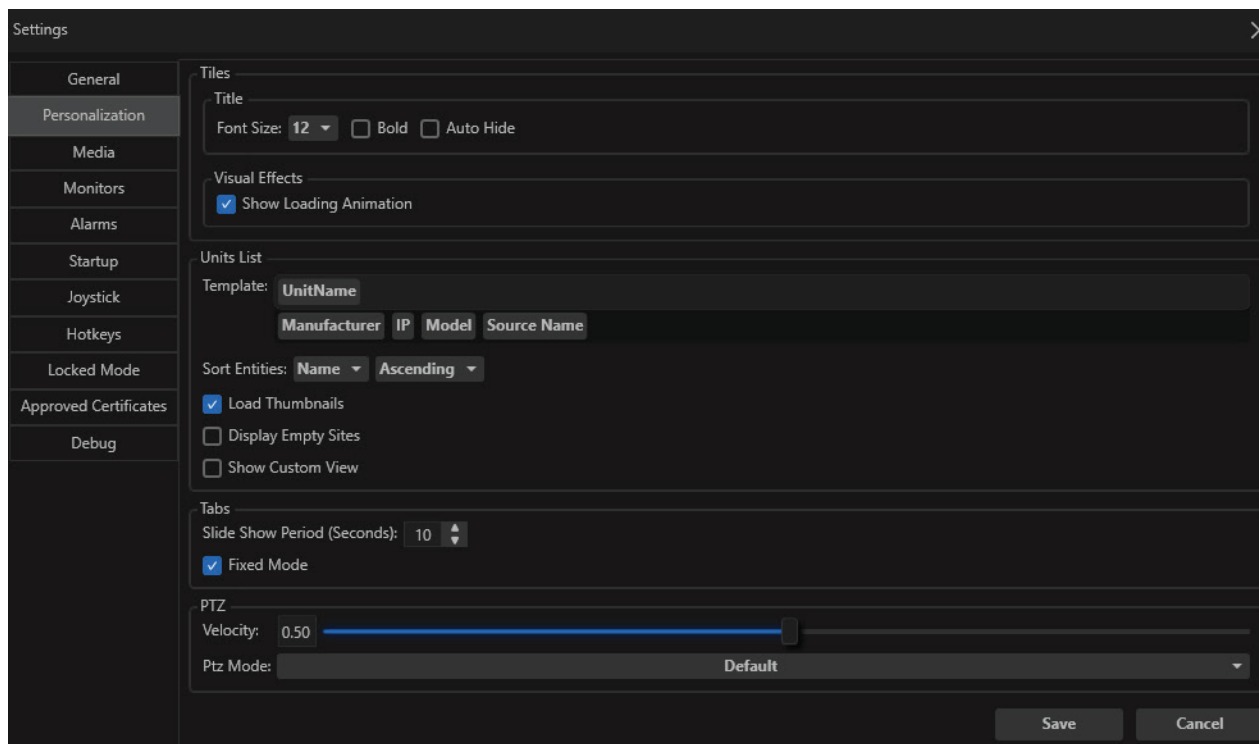 Settings
General
Personalization
Media
Monitors
Alarms
Startup
Joystick
Hotkeys
Locked Mode
Approved Certificates
Debug
Tiles
Title
Font Size: 12 Bold Auto Hide
Visual Effects
Show Loading Animation
Units List
Template: UnitName
Manufacturer IP Model Source Name
Sort Entities: Name Ascending
Load Thumbnails
Display Empty Sites
Show Custom View
Tabs
Slide Show Period (Seconds): 10
Fixed Mode
PTZ
Velocity: 0.50
Ptz Mode: Default
Save Cancel